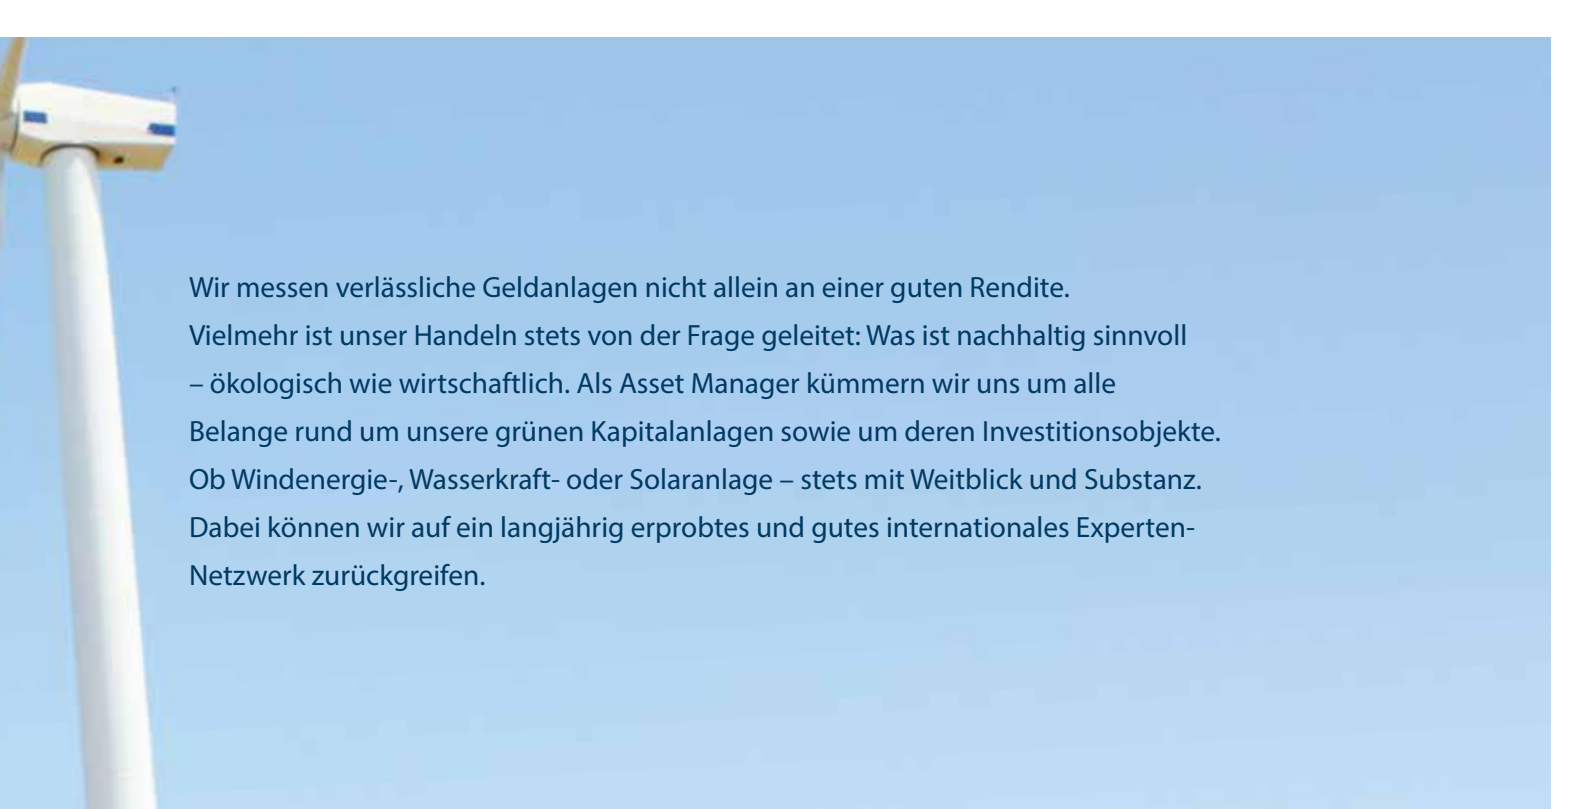 Wir messen verlässliche Geldanlagen nicht allein an einer guten Rendite.
Vielmehr ist unser Handeln stets von der Frage geleitet: Was ist nachhaltig sinnvoll
– ökologisch wie wirtschaftlich. Als Asset Manager kümmern wir uns um alle
Belange rund um unsere grünen Kapitalanlagen sowie um deren Investitionsobjekte.
Ob Windenergie-, Wasserkraft- oder Solaranlage – stets mit Weitblick und Substanz.
Dabei können wir auf ein langjährig erprobtes und gutes internationales Experten-
Netzwerk zurückgreifen.